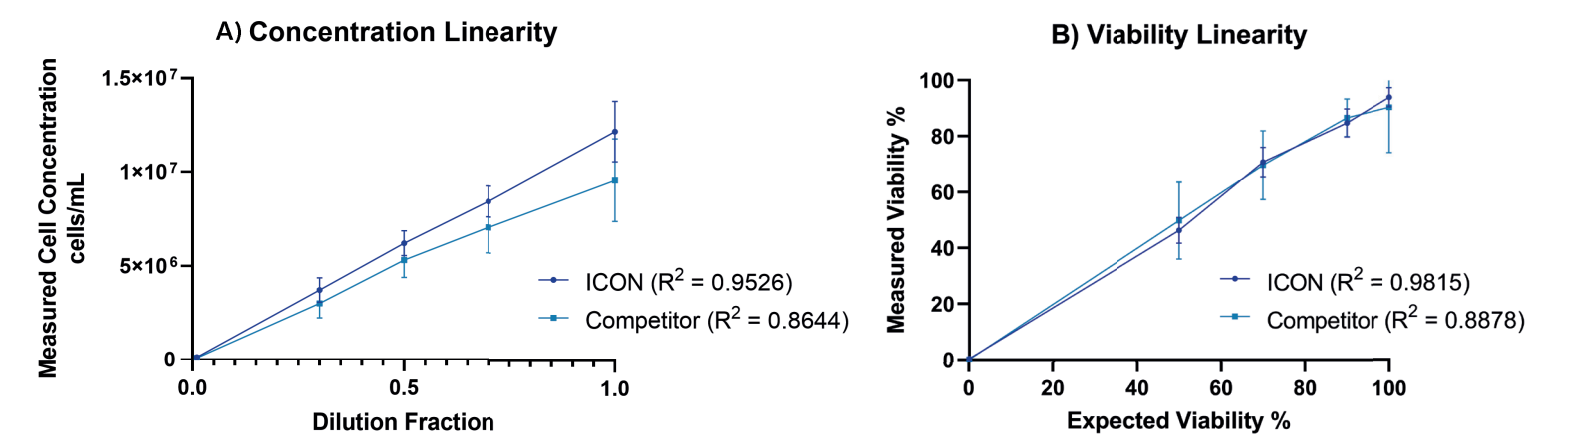 A) Concentration Linearity
Measured Cell Concentration
cells/mL
1.5×10⁷
1×10⁷
5×10⁶
0
0.0
0.5
1.0
Dilution Fraction
ICON (R² = 0.9526)
Competitor (R² = 0.8644)
B) Viability Linearity
Measured Viability %
100
80
60
40
20
0
0
20
40
60
80
100
Expected Viability %
ICON (R² = 0.9815)
Competitor (R² = 0.8878)